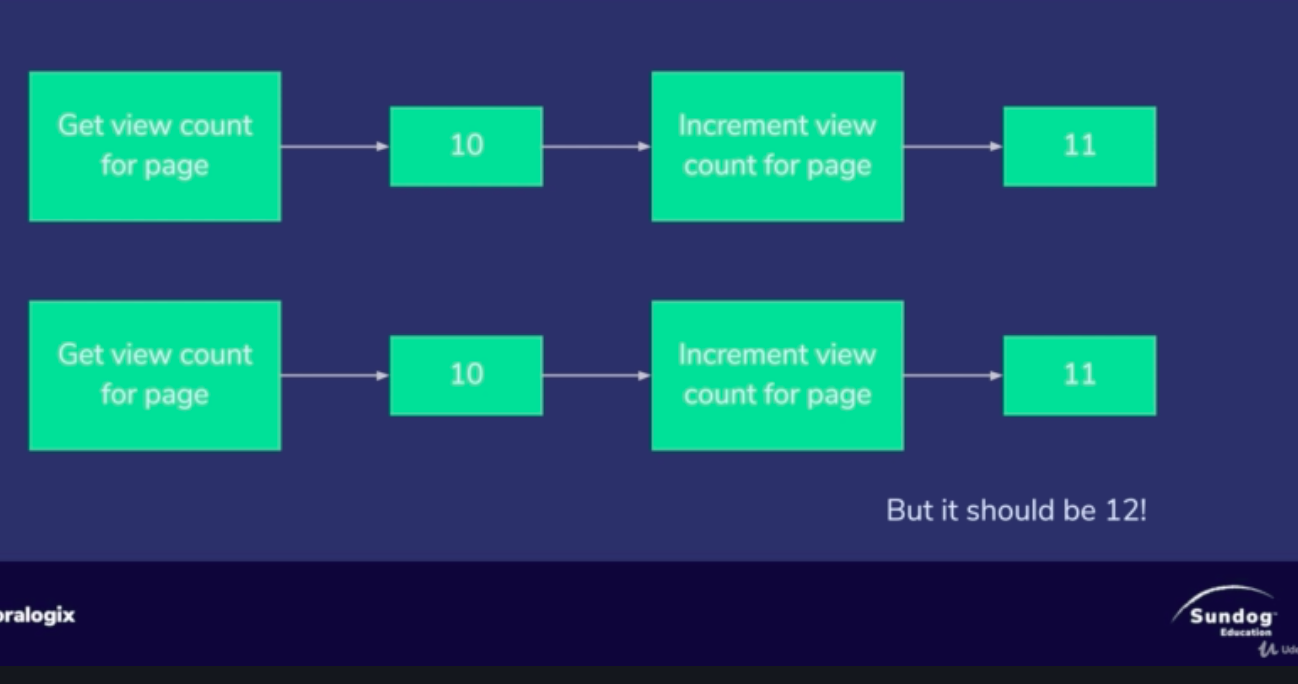 Get view count
for page
10
Increment view
count for page
11
Get view count
for page
10
Increment view
count for page
11
But it should be 12!
oralogix
Sundog
Education